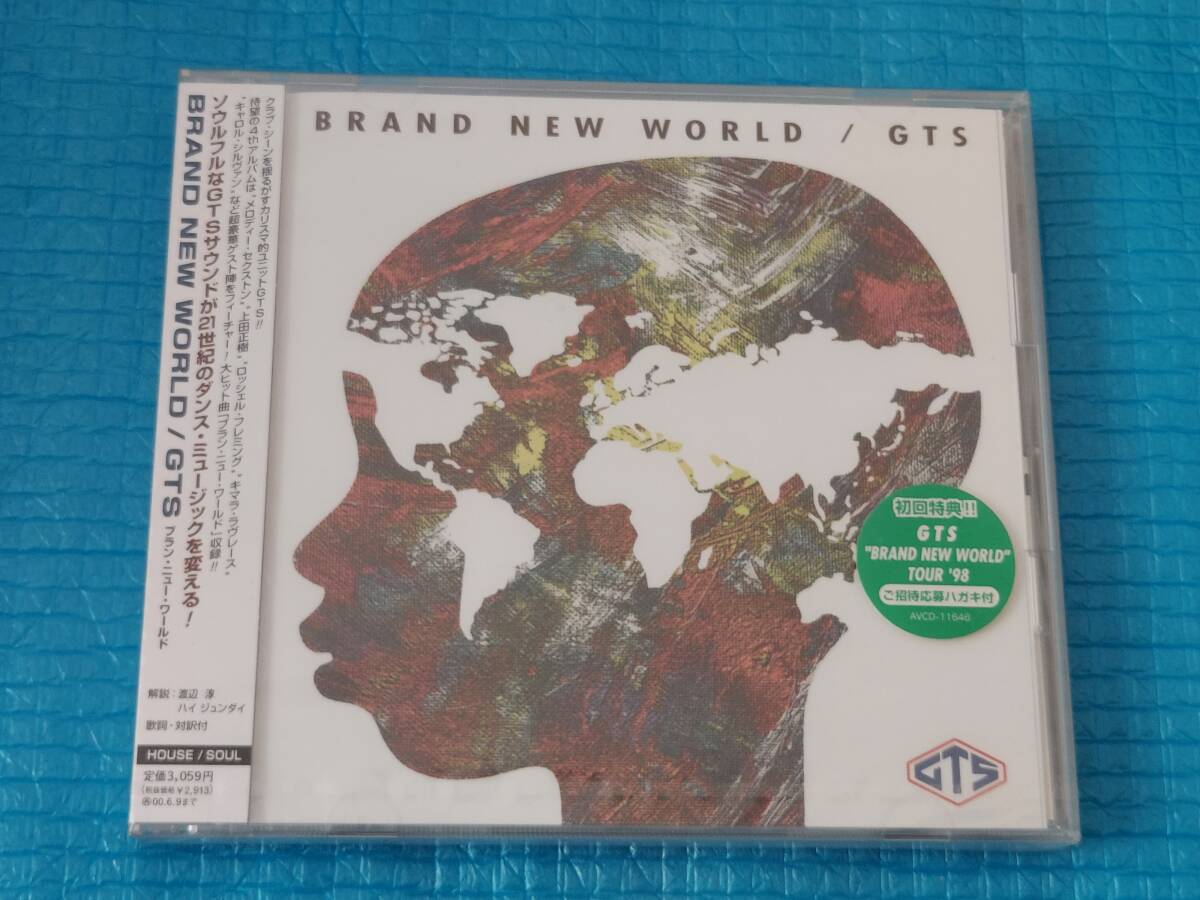 BRAND NEW WORLD / GTS
クラブ・シーンを揺るがすカリスマ的ユニットGTS!!
待望の4thアルバムは、"メロディー・セクストン"、"上田正樹"、"ロッシェル・フレミング"、"キマラ・ラヴレース"、
"キャロル・シルヴァン"など超豪華ゲスト陣をフィーチャー!大ヒット曲「ブラン・ニュー・ワールド」収録!!
ソウルフルなGTSサウンドが21世紀のダンス・ミュージックを変える!
BRAND NEW WORLD / GTS ブラン・ニュー・ワールド
解説:渡辺 淳
ハイ ジュンダイ
歌詞・対訳付
HOUSE / SOUL
定価3,059円
(税抜価格¥2,913)
再00.6.9まで
初回特典!!
GTS
"BRAND NEW WORLD"
TOUR '98
ご招待応募ハガキ付
AVCD-11646
GTS